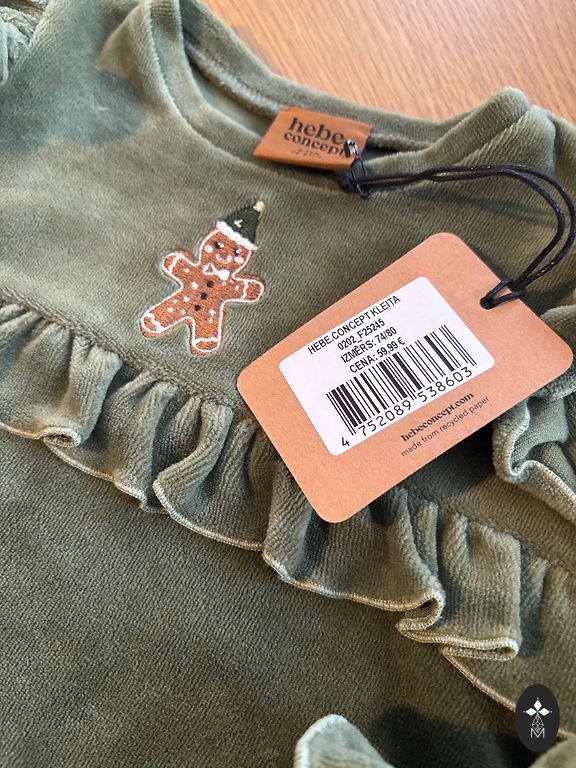 hebe
concept
HEBE.CONCEPT KLEITA
0202_F25245
IZMĒRS: 74/80
CENA: 59,99 €
4 752089 538603
hebeconcept.com
made from recycled paper
M